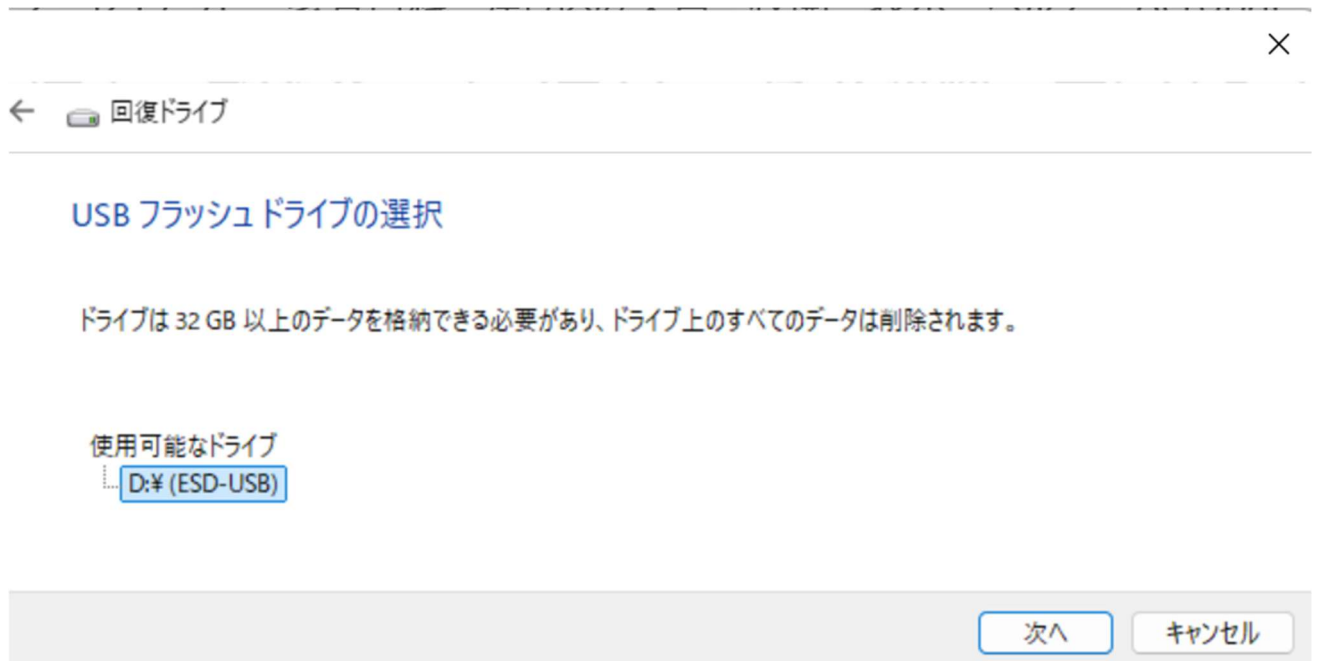 回復ドライブ
USB フラッシュ ドライブの選択
ドライブは 32 GB 以上のデータを格納できる必要があり、ドライブ上のすべてのデータは削除されます。
使用可能なドライブ
D:¥ (ESD-USB)
次へ
キャンセル